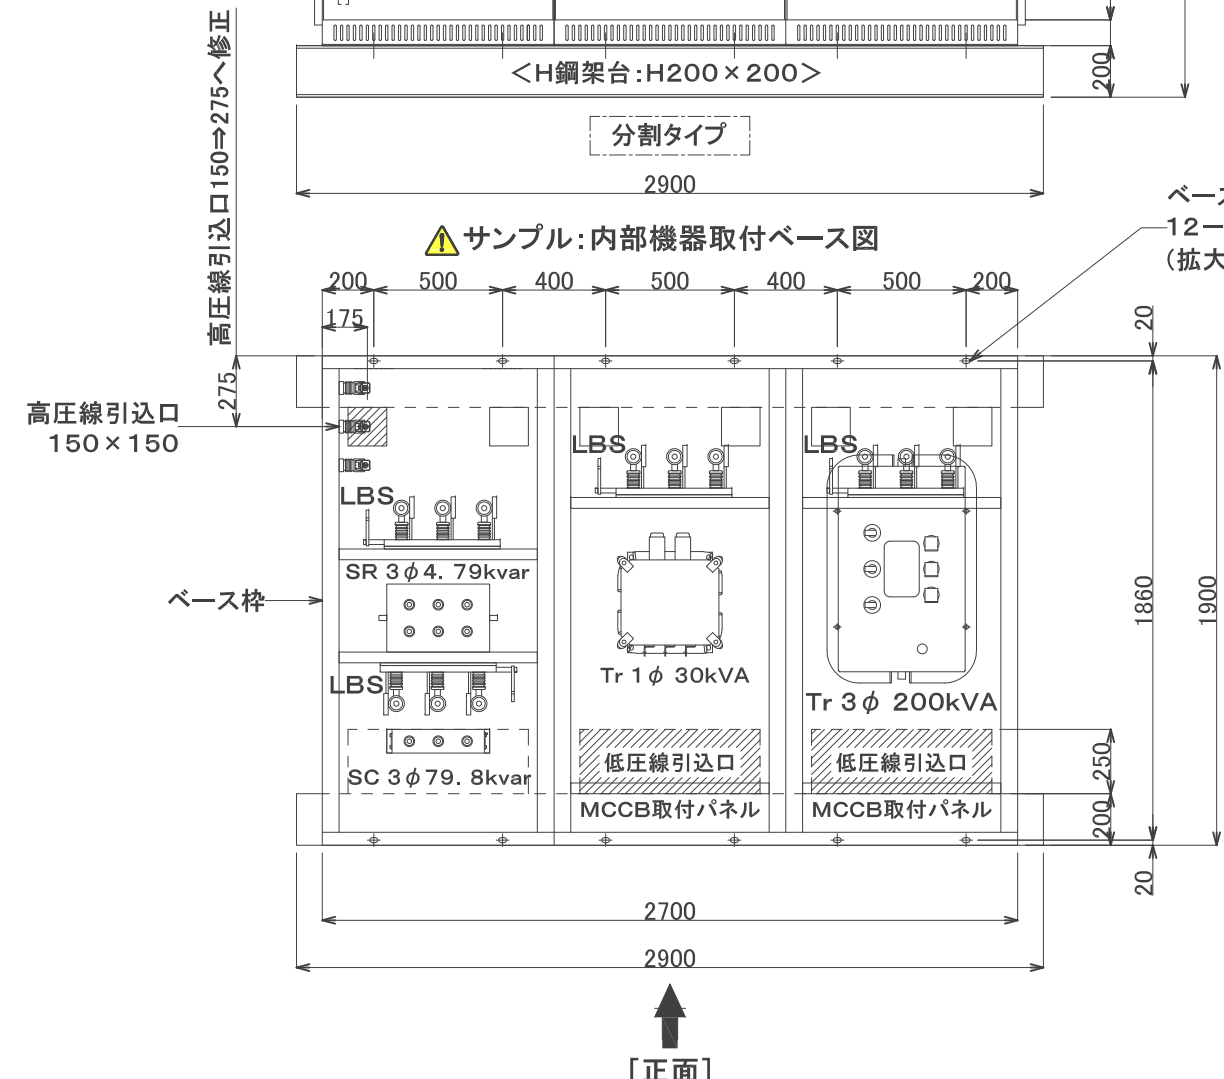 200
<H鋼架台:H200×200>
分割タイプ
2900
高圧線引込口150⇒275へ修正
サンプル:内部機器取付ベース図
ベース
12－
(拡大
200
500
400
500
400
500
200
175
20
275
高圧線引込口
150×150
LBS
LBS
LBS
SR 3φ4. 79kvar
ベース枠
1860
1900
LBS
Tr 1φ 30kVA
Tr 3φ 200kVA
低圧線引込口
低圧線引込口
250
SC 3φ79. 8kvar
MCCB取付パネル
MCCB取付パネル
200
20
2700
2900
[正面]